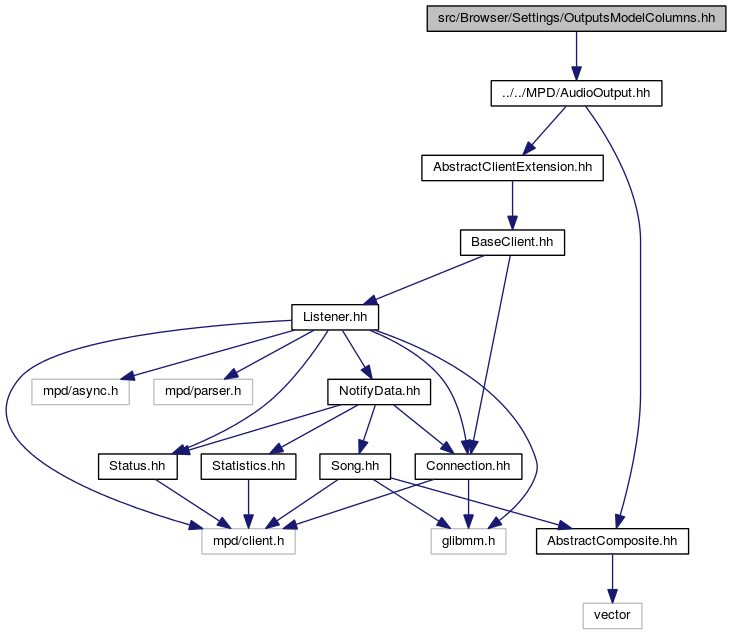 src/Browser/Settings/OutputsModelColumns.hh
../../MPD/AudioOutput.hh
AbstractClientExtension.hh
BaseClient.hh
Listener.hh
mpd/async.h
mpd/parser.h
NotifyData.hh
Status.hh
Statistics.hh
Song.hh
Connection.hh
mpd/client.h
glibmm.h
AbstractComposite.hh
vector